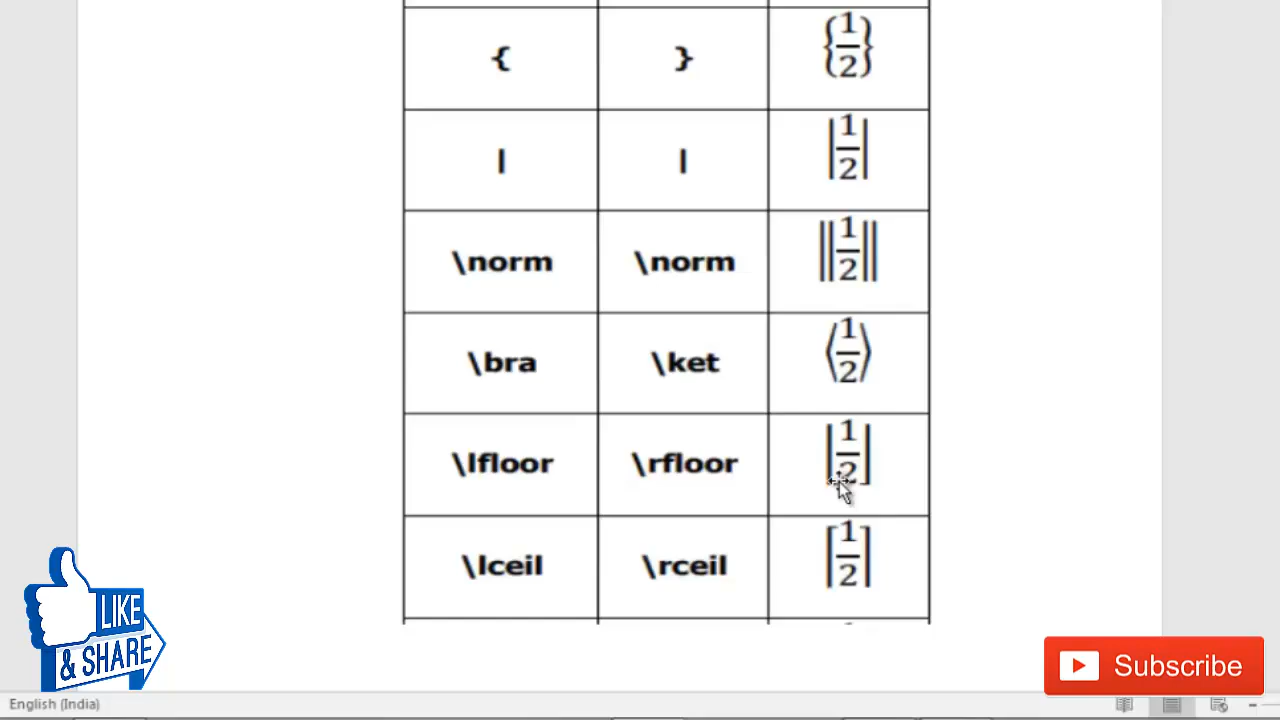 { } {1/2}
| | |1/2|
\norm \norm ‖1/2‖
\bra \ket ⟨1/2⟩
\lfloor \rfloor ⌊1/2⌋
\lceil \rceil ⌈1/2⌉
LIKE
& SHARE
Subscribe
English (India)